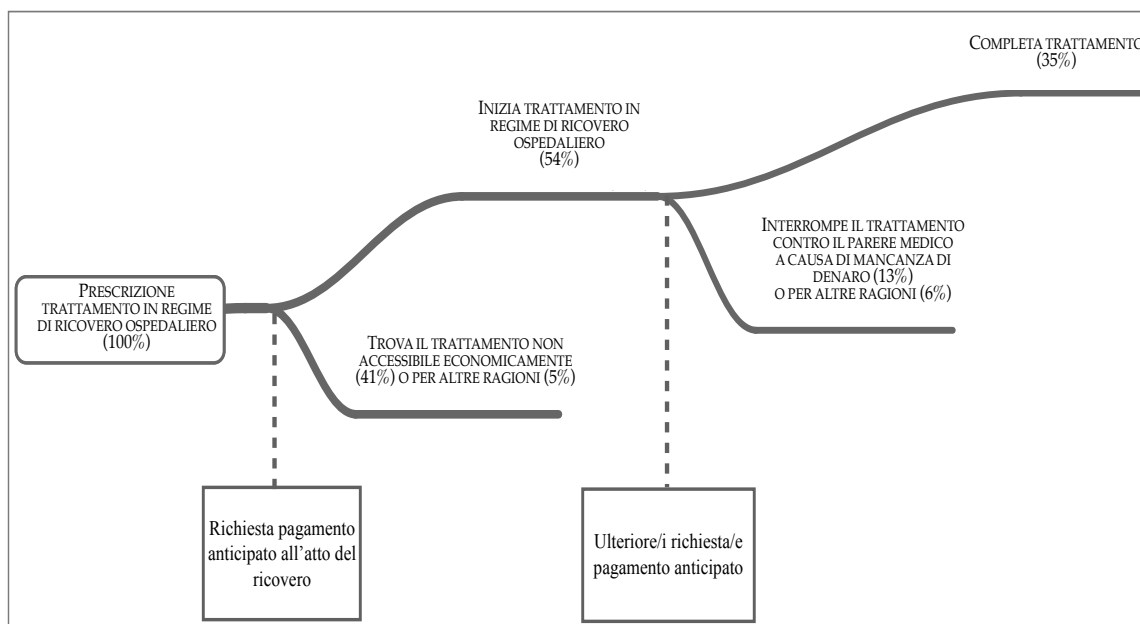 COMPLETA TRATTAMENTO
(35%)
INIZIA TRATTAMENTO IN
REGIME DI RICOVERO
OSPEDALIERO
(54%)
INTERROMPE IL TRATTAMENTO
CONTRO IL PARERE MEDICO
A CAUSA DI MANCANZA DI
DENARO (13%)
O PER ALTRE RAGIONI (6%)
PRESCRIZIONE
TRATTAMENTO IN REGIME
DI RICOVERO OSPEDALIERO
(100%)
TROVA IL TRATTAMENTO NON
ACCESSIBILE ECONOMICAMENTE
(41%) O PER ALTRE RAGIONI (5%)
Richiesta pagamento
anticipato all’atto del
ricovero
Ulteriore/i richiesta/e
pagamento anticipato